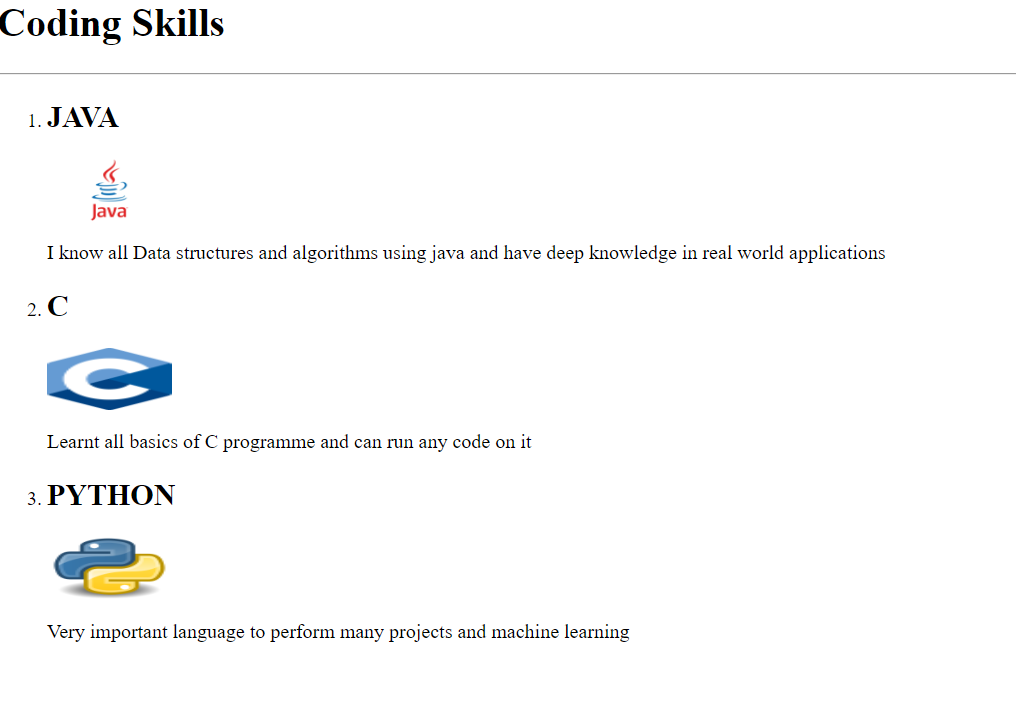 Coding Skills
1. JAVA
Java
I know all Data structures and algorithms using java and have deep knowledge in real world applications
2. C
C
Learnt all basics of C programme and can run any code on it
3. PYTHON
Very important language to perform many projects and machine learning